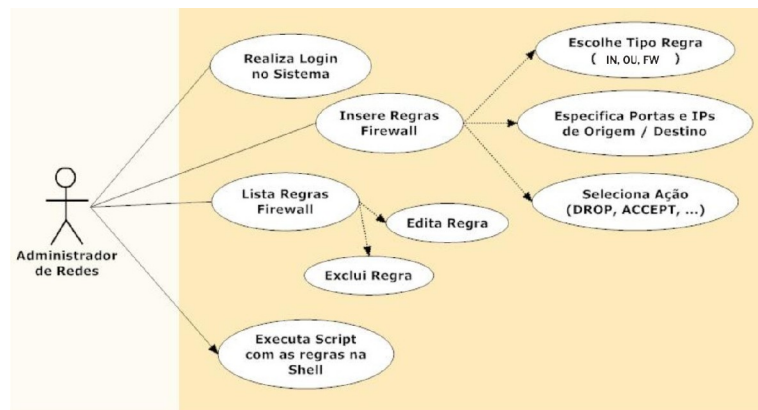 Realiza Login
no Sistema
Escolhe Tipo Regra
( IN, OU, FW )
Insere Regras
Firewall
Especifica Portas e IPs
de Origem / Destino
Lista Regras
Firewall
Seleciona Ação
(DROP, ACCEPT, ...)
Edita Regra
Administrador
de Redes
Exclui Regra
Executa Script
com as regras na
Shell